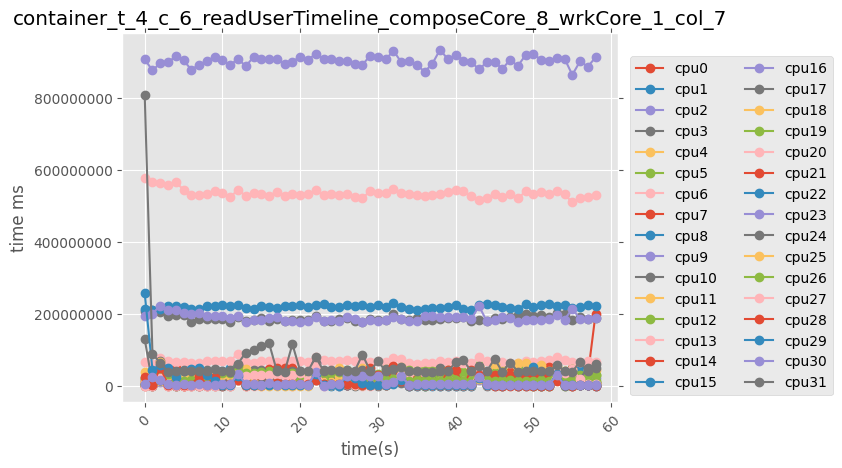 container_t_4_c_6_readUserTimeline_composeCore_8_wrkCore_1_col_7
time ms
800000000
600000000
400000000
200000000
0
0
10
20
30
40
50
60
time(s)
cpu0
cpu1
cpu2
cpu3
cpu4
cpu5
cpu6
cpu7
cpu8
cpu9
cpu10
cpu11
cpu12
cpu13
cpu14
cpu15
cpu16
cpu17
cpu18
cpu19
cpu20
cpu21
cpu22
cpu23
cpu24
cpu25
cpu26
cpu27
cpu28
cpu29
cpu30
cpu31